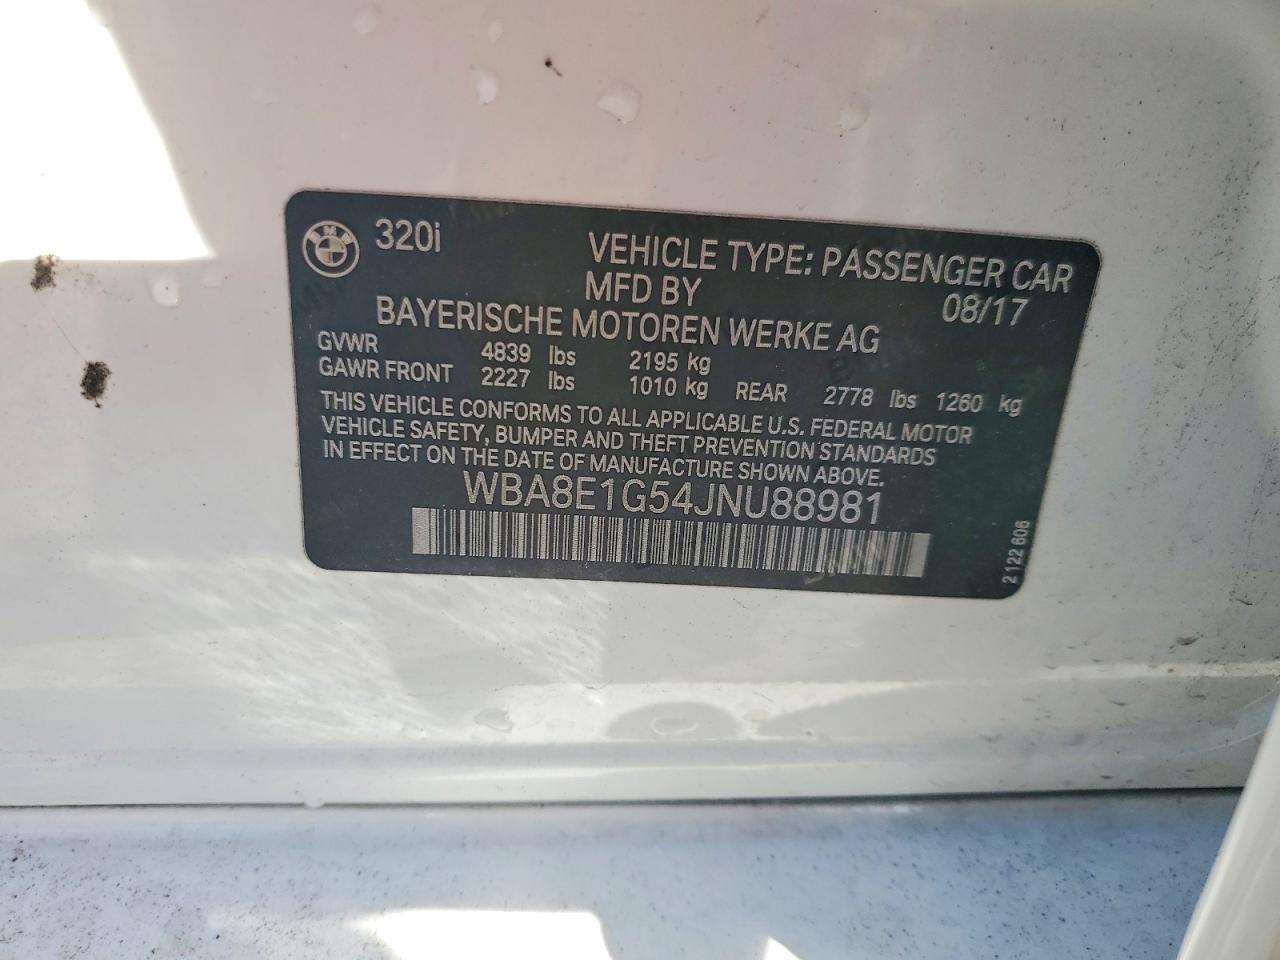 BMW
320i
VEHICLE TYPE: PASSENGER CAR
MFD BY 08/17
BAYERISCHE MOTOREN WERKE AG
GVWR 4839 lbs 2195 kg
GAWR FRONT 2227 lbs 1010 kg REAR 2778 lbs 1260 kg
THIS VEHICLE CONFORMS TO ALL APPLICABLE U.S. FEDERAL MOTOR
VEHICLE SAFETY, BUMPER AND THEFT PREVENTION STANDARDS
IN EFFECT ON THE DATE OF MANUFACTURE SHOWN ABOVE.
WBA8E1G54JNU88981
2122606